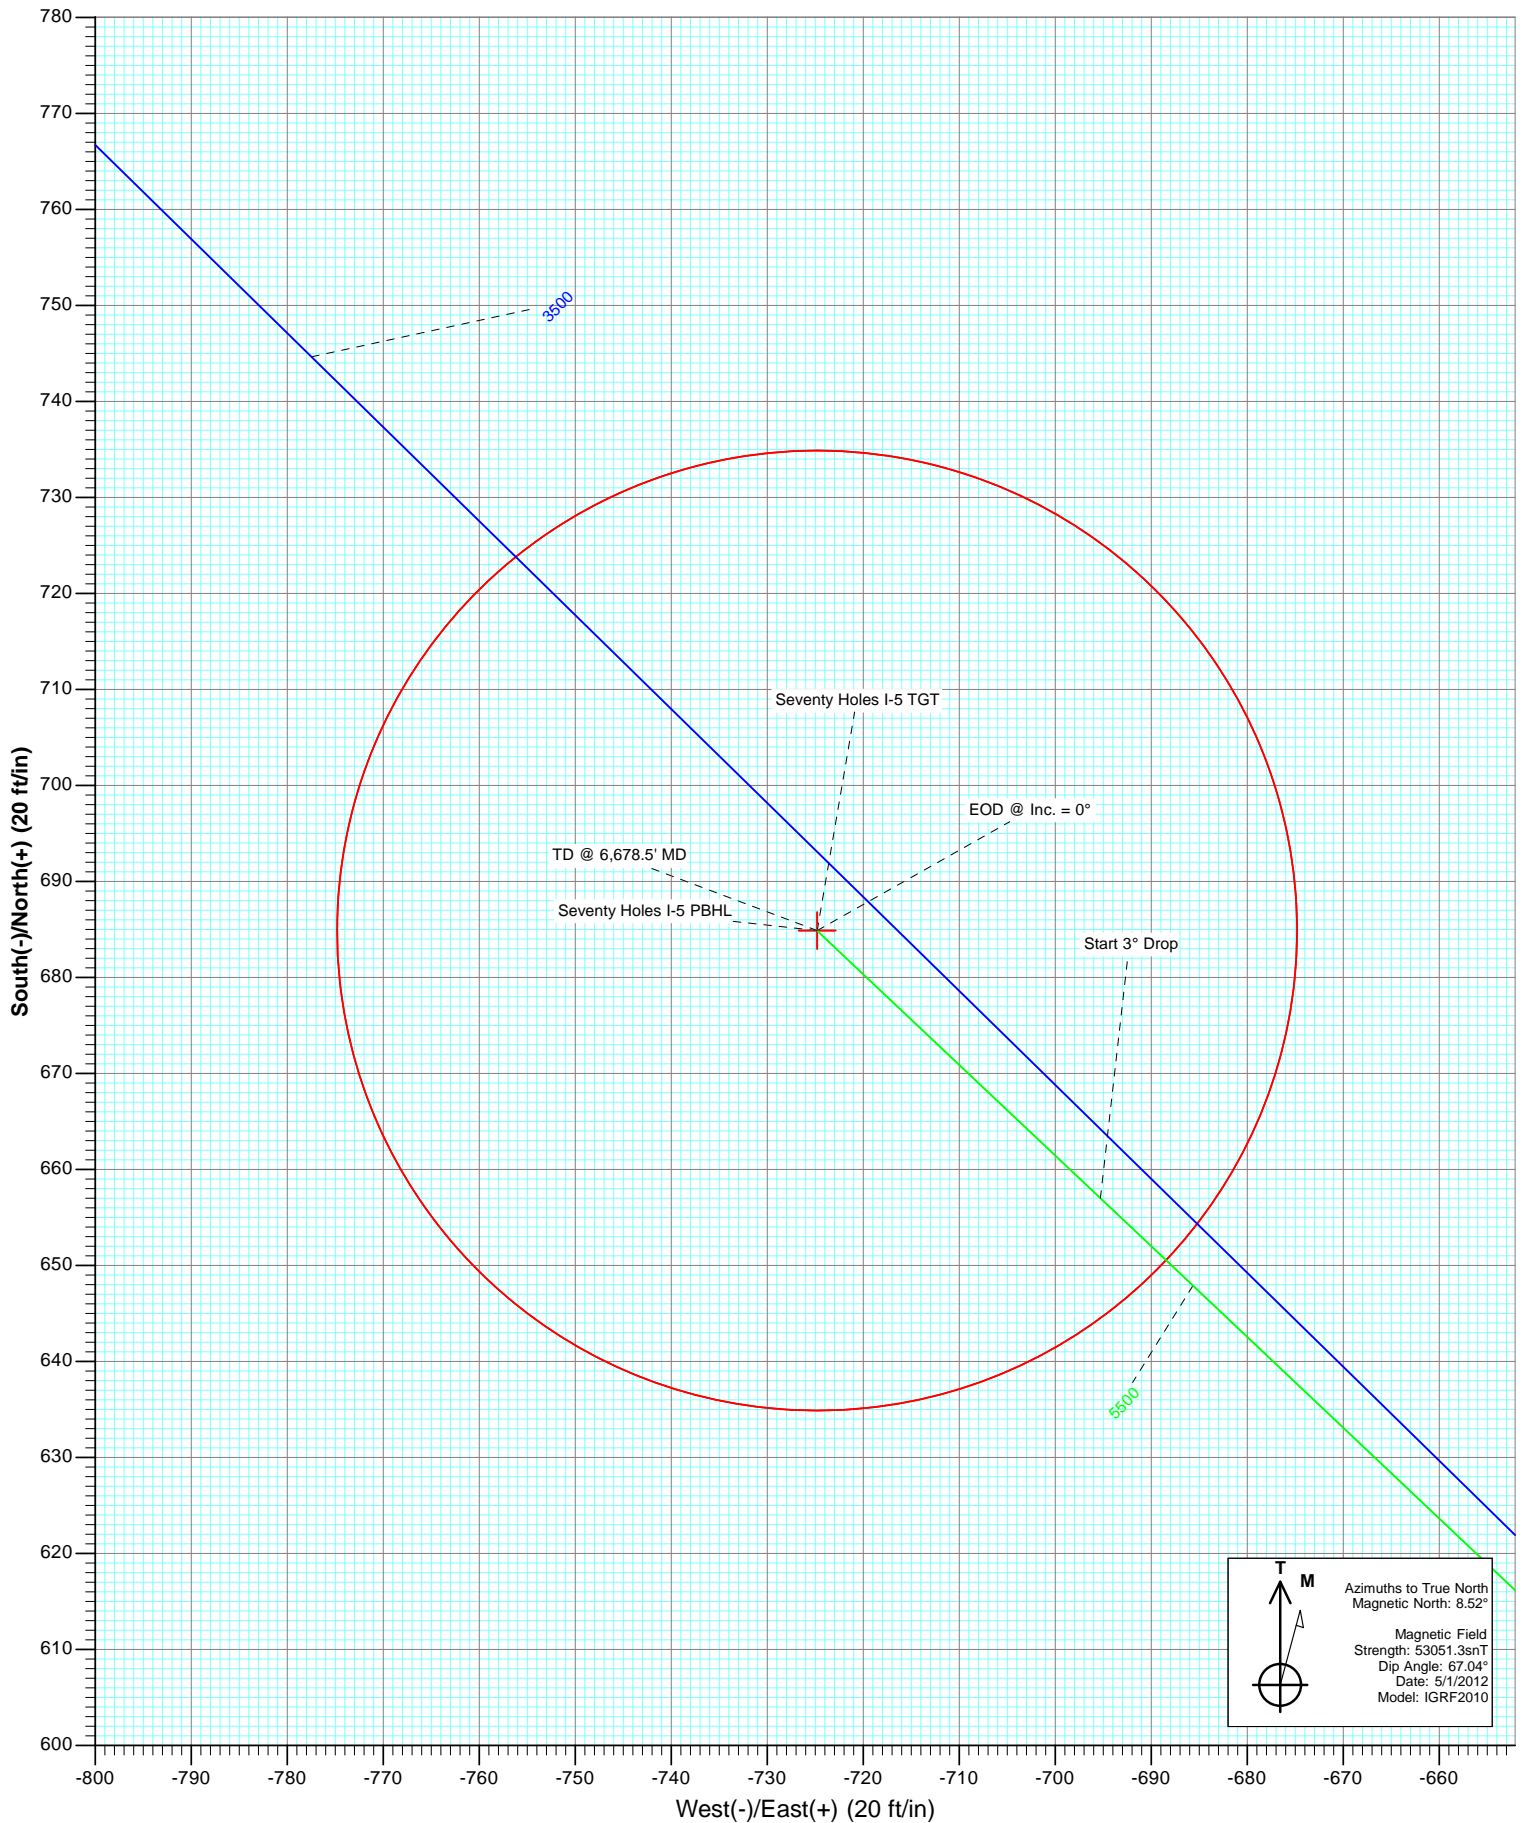 780
770
760
750
740
730
720
710
700
690
680
670
660
650
640
630
620
610
600
South(-)/North(+) (20 ft/in)
3500
Seventy Holes I-5 TGT
EOD @ Inc. = 0°
TD @ 6,678.5' MD
Seventy Holes I-5 PBHL
Start 3° Drop
5500
T
M
Azimuths to True North
Magnetic North: 8.52°
Magnetic Field
Strength: 53051.3snT
Dip Angle: 67.04°
Date: 5/1/2012
Model: IGRF2010
-800 -790 -780 -770 -760 -750 -740 -730 -720 -710 -700 -690 -680 -670 -660
West(-)/East(+) (20 ft/in)